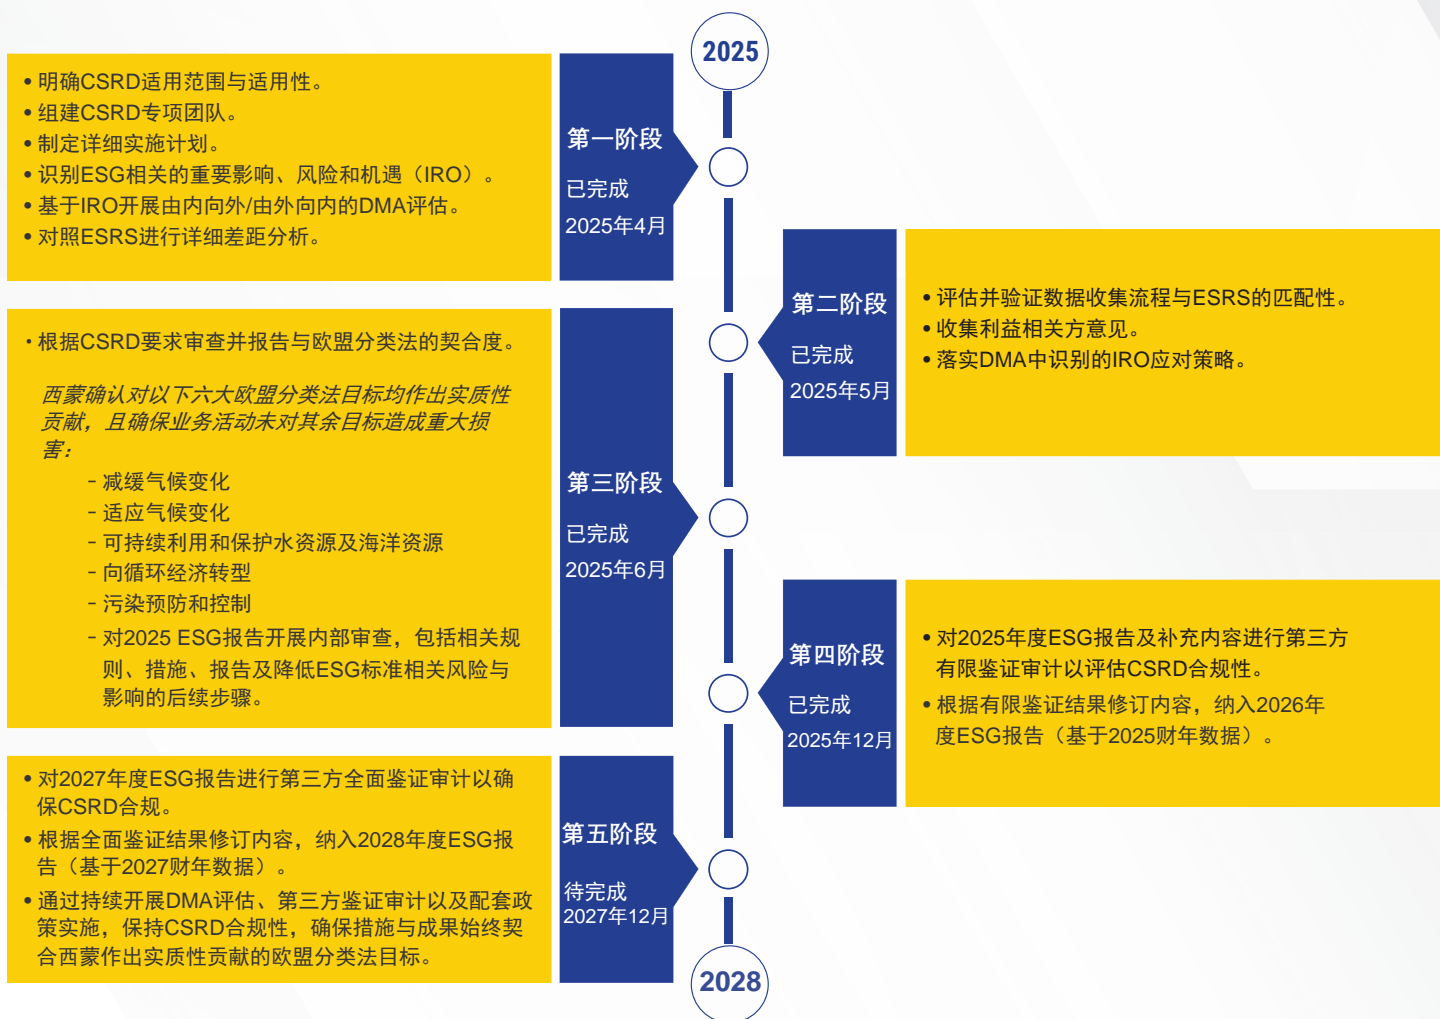 2025
• 明确CSRD适用范围与适用性。
• 组建CSRD专项团队。
• 制定详细实施计划。
• 识别ESG相关的重要影响、风险和机遇（IRO）。
• 基于IRO开展由内向外/由外向内的DMA评估。
• 对照ESRS进行详细差距分析。
第一阶段
已完成
2025年4月
第二阶段
已完成
2025年5月
• 评估并验证数据收集流程与ESRS的匹配性。
• 收集利益相关方意见。
• 落实DMA中识别的IRO应对策略。
• 根据CSRD要求审查并报告与欧盟分类法的契合度。
西蒙确认对以下六大欧盟分类法目标均作出实质性
贡献，且确保业务活动未对其余目标造成重大损
害：
- 减缓气候变化
- 适应气候变化
- 可持续利用和保护水资源及海洋资源
- 向循环经济转型
- 污染预防和控制
- 对2025 ESG报告开展内部审查，包括相关规
则、措施、报告及降低ESG标准相关风险与
影响的后续步骤。
第三阶段
已完成
2025年6月
第四阶段
已完成
2025年12月
• 对2025年度ESG报告及补充内容进行第三方
有限鉴证审计以评估CSRD合规性。
• 根据有限鉴证结果修订内容，纳入2026年
度ESG报告（基于2025财年数据）。
• 对2027年度ESG报告进行第三方全面鉴证审计以确
保CSRD合规。
• 根据全面鉴证结果修订内容，纳入2028年度ESG报
告（基于2027财年数据）。
• 通过持续开展DMA评估、第三方鉴证审计以及配套政
策实施，保持CSRD合规性，确保措施与成果始终契
合西蒙作出实质性贡献的欧盟分类法目标。
第五阶段
待完成
2027年12月
2028